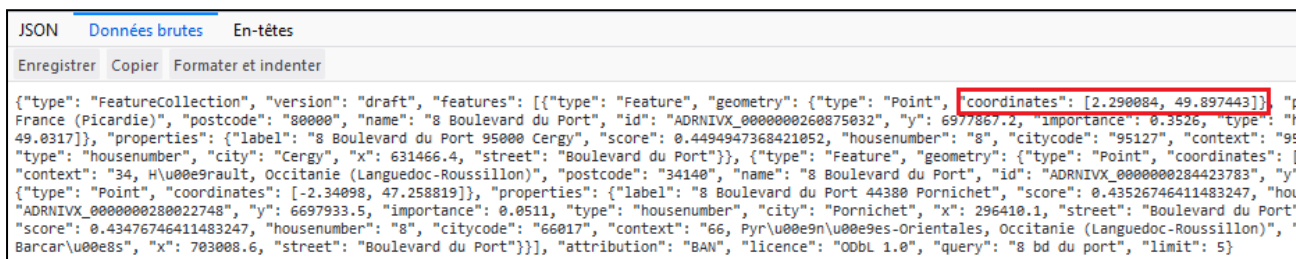 JSON Données brutes En-têtes
Enregistrer Copier Formater et indenter
{"type": "FeatureCollection", "version": "draft", "features": [{"type": "Feature", "geometry": {"type": "Point", "coordinates": [2.290084, 49.897443]}, "p
France (Picardie)", "postcode": "80000", "name": "8 Boulevard du Port", "id": "ADRNIVX_0000000260875032", "y": 6977867.2, "importance": 0.3526, "type": "h
49.0317]}, "properties": {"label": "8 Boulevard du Port 95000 Cergy", "score": 0.4494947368421052, "housenumber": "8", "citycode": "95127", "context": "95
"type": "housenumber", "city": "Cergy", "x": 631466.4, "street": "Boulevard du Port"}}, {"type": "Feature", "geometry": {"type": "Point", "coordinates": [
"context": "34, H\u00e9rault, Occitanie (Languedoc-Roussillon)", "postcode": "34140", "name": "8 Boulevard du Port", "id": "ADRNIVX_0000000284423783", "y"
{"type": "Point", "coordinates": [-2.34098, 47.258819]}, "properties": {"label": "8 Boulevard du Port 44380 Pornichet", "score": 0.43526746411483247, "hou
"ADRNIVX_0000000280022748", "y": 6697933.5, "importance": 0.0511, "type": "housenumber", "city": "Pornichet", "x": 296410.1, "street": "Boulevard du Port"
"score": 0.43476746411483247, "housenumber": "8", "citycode": "66017", "context": "66, Pyr\u00e9n\u00e9es-Orientales, Occitanie (Languedoc-Roussillon)", "
Barcar\u00e8s", "x": 703008.6, "street": "Boulevard du Port"}}], "attribution": "BAN", "licence": "ODbL 1.0", "query": "8 bd du port", "limit": 5}